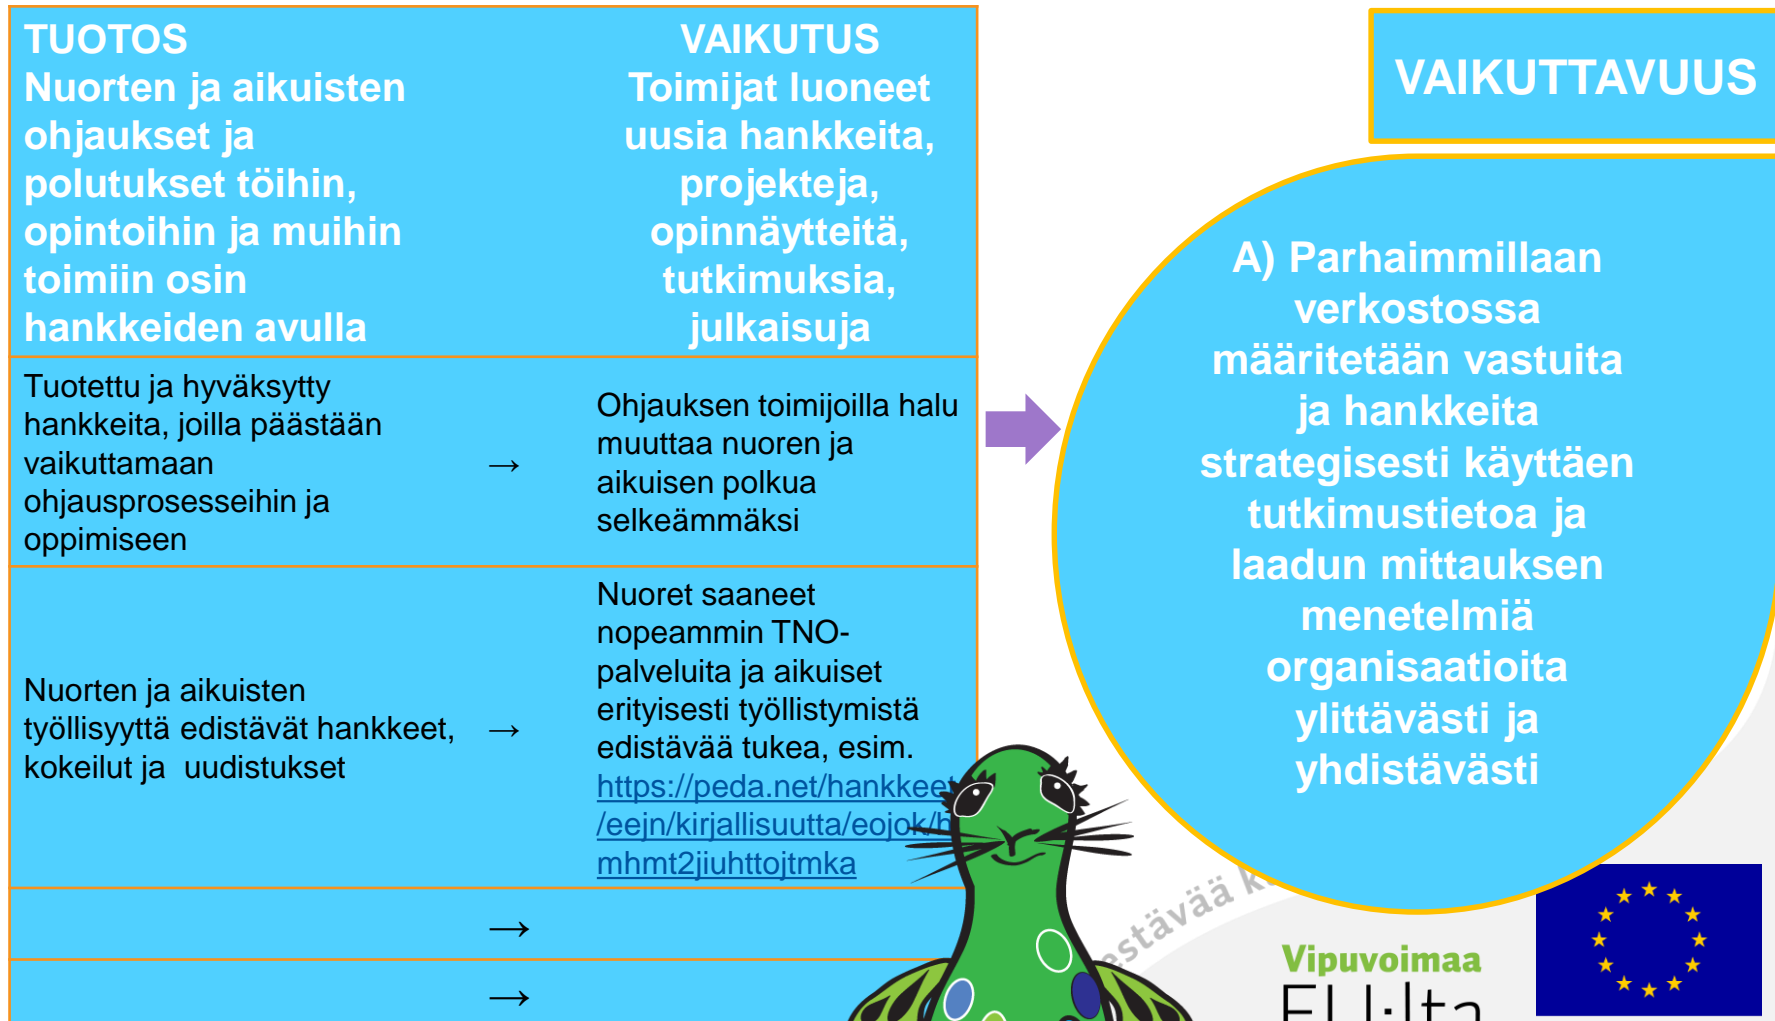 TUOTOS
Nuorten ja aikuisten
ohjaukset ja
polutukset töihin,
opintoihin ja muihin
toimiin osin
hankkeiden avulla
VAIKUTUS
Toimijat luoneet
uusia hankkeita,
projekteja,
opinnäytteitä,
tutkimuksia,
julkaisuja
Tuotettu ja hyväksytty
hankkeita, joilla päästään
vaikuttamaan
ohjausprosesseihin ja
oppimiseen
→
Ohjauksen toimijoilla halu
muuttaa nuoren ja
aikuisen polkua
selkeämmäksi
Nuorten ja aikuisten
työllisyyttä edistävät hankkeet,
kokeilut ja uudistukset
→
Nuoret saaneet
nopeammin TNO-
palveluita ja aikuiset
erityisesti työllistymistä
edistävää tukea, esim.
https://peda.net/hankkeet
/eejn/kirjallisuutta/eojok/h
mhmt2jiuhttojtmka
→
→
VAIKUTTAVUUS
A) Parhaimmillaan
verkostossa
määritetään vastuita
ja hankkeita
strategisesti käyttäen
tutkimustietoa ja
laadun mittauksen
menetelmiä
organisaatioita
ylittävästi ja
yhdistävästi
Vipuvoimaa
EU:lta